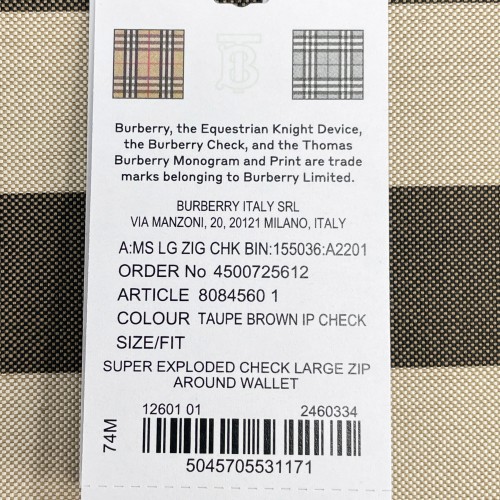 Burberry, the Equestrian Knight Device,
the Burberry Check, and the Thomas
Burberry Monogram and Print are trade
marks belonging to Burberry Limited.
BURBERRY ITALY SRL
VIA MANZONI, 20, 20121 MILANO, ITALY
A:MS LG ZIG CHK BIN:155036:A2201
ORDER No 4500725612
ARTICLE 8084560 1
COLOUR TAUPE BROWN IP CHECK
SIZE/FIT
SUPER EXPLODED CHECK LARGE ZIP
AROUND WALLET
12601 01 2460334
74M
5045705531171